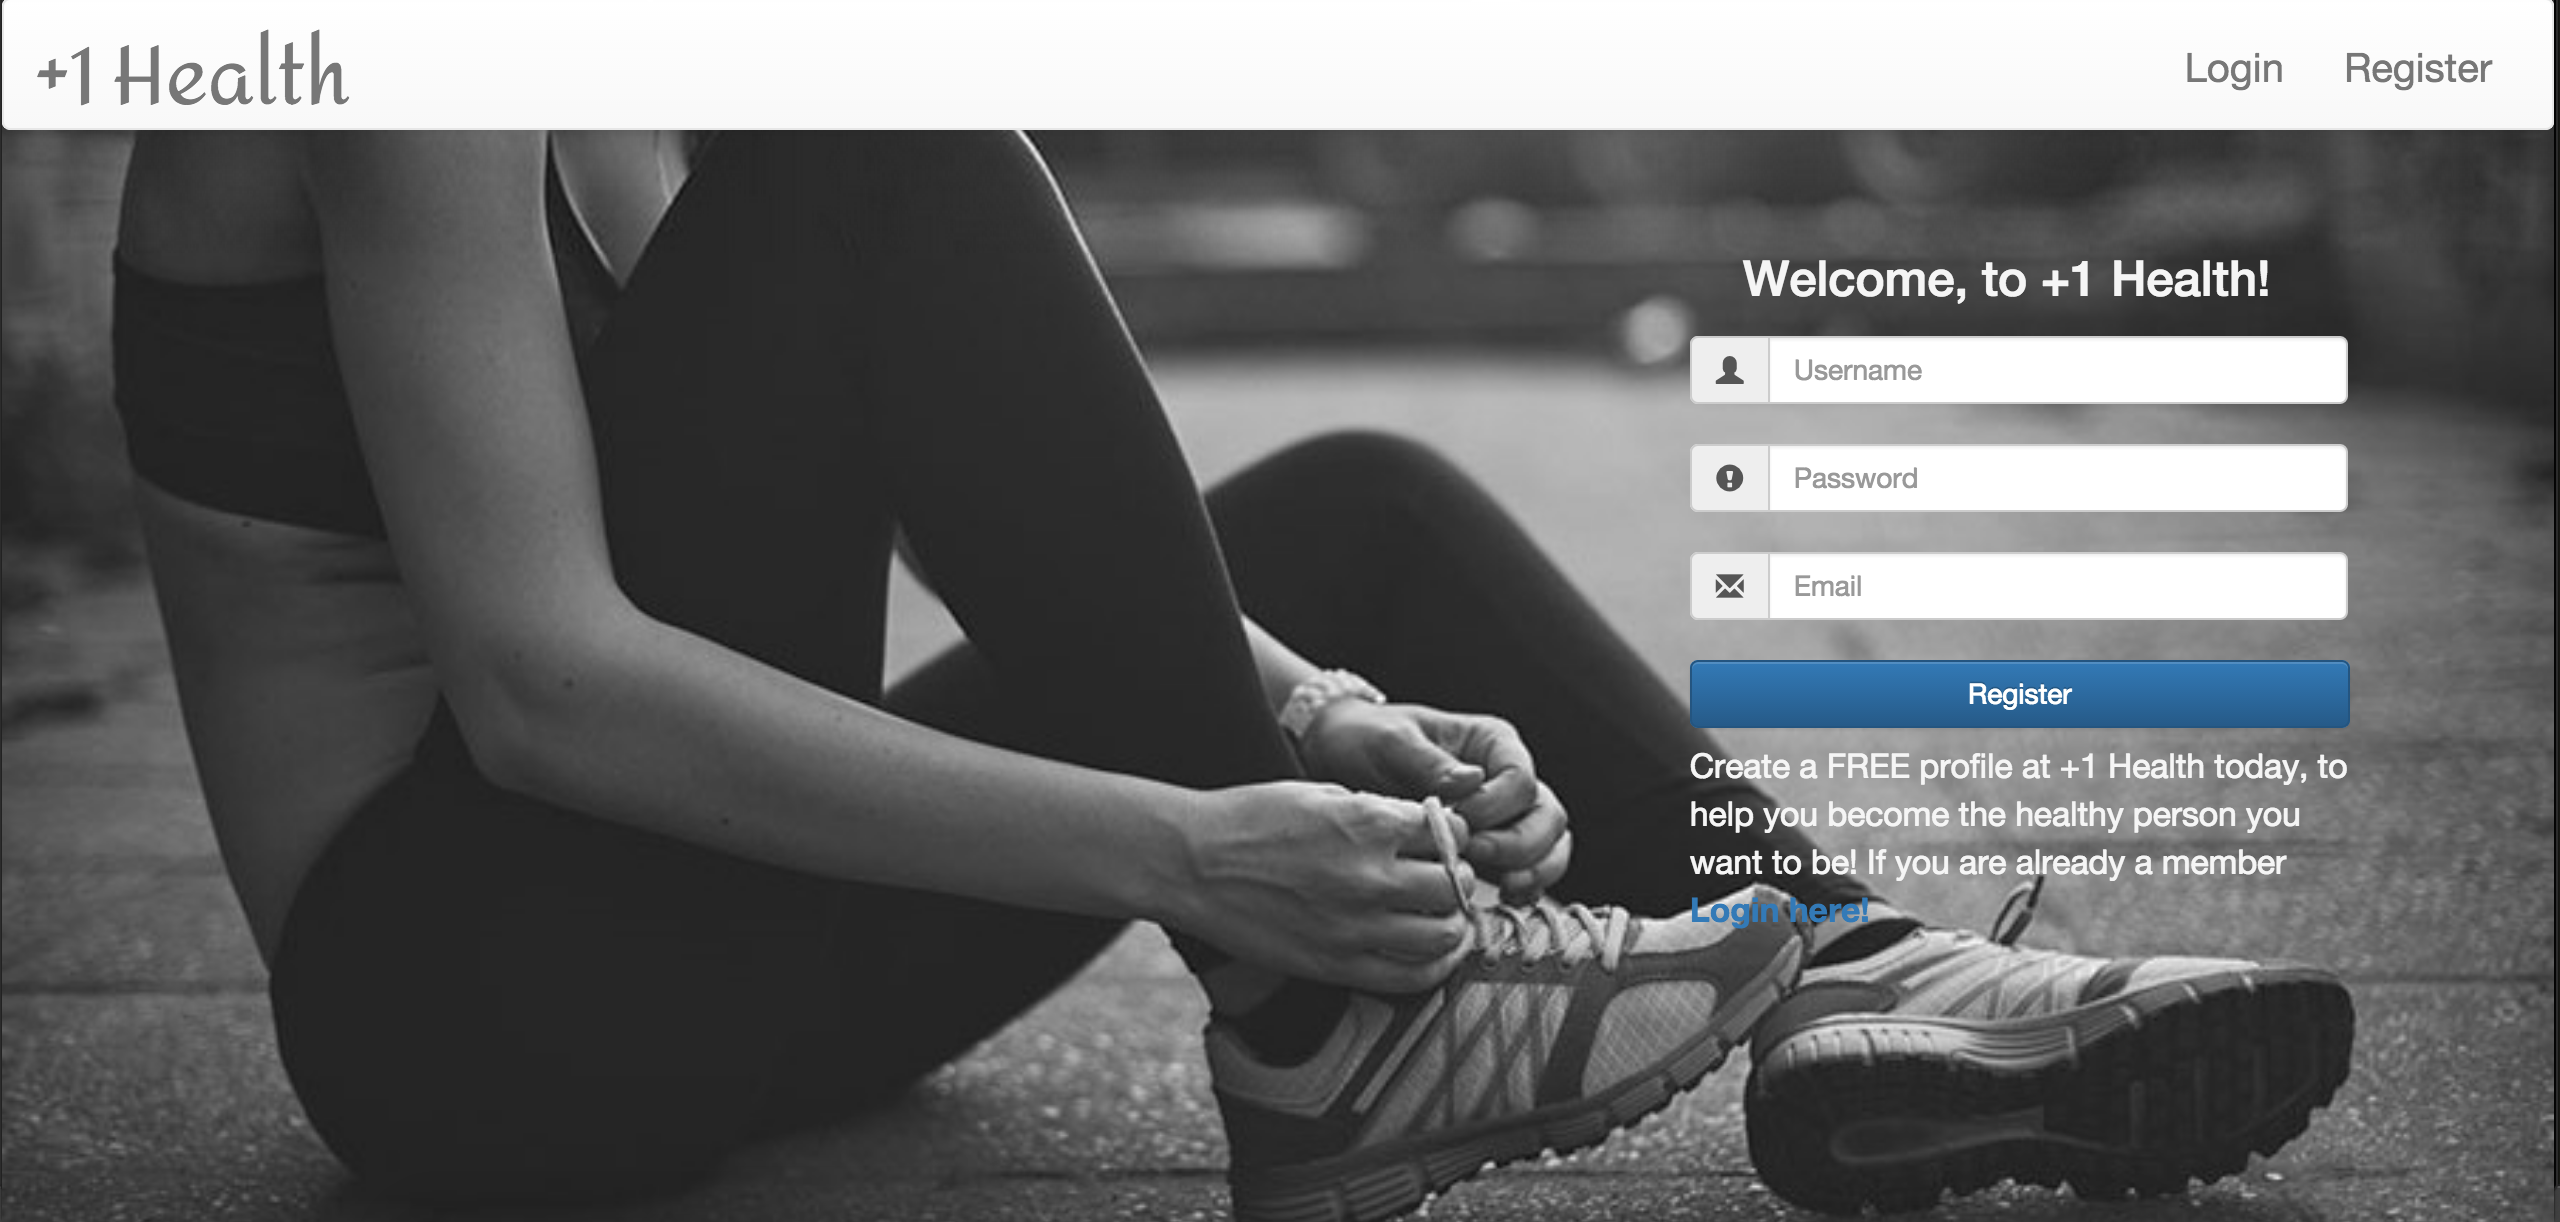 +1 Health
Login Register
Welcome, to +1 Health!
Username
Password
Email
Register
Create a FREE profile at +1 Health today, to
help you become the healthy person you
want to be! If you are already a member
Login here!